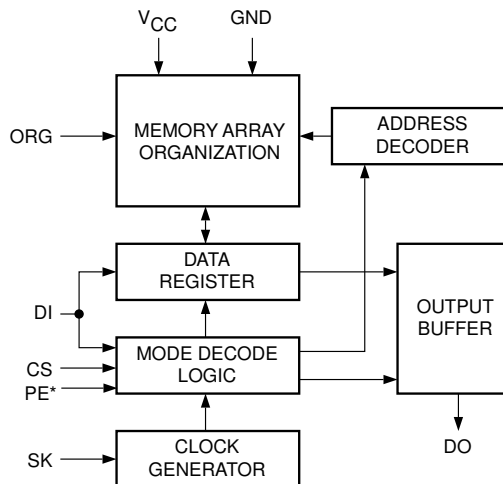 VCC GND
ORG
MEMORY ARRAY
ORGANIZATION
ADDRESS
DECODER
DATA
REGISTER
DI
OUTPUT
BUFFER
MODE DECODE
LOGIC
CS
PE*
DO
CLOCK
GENERATOR
SK